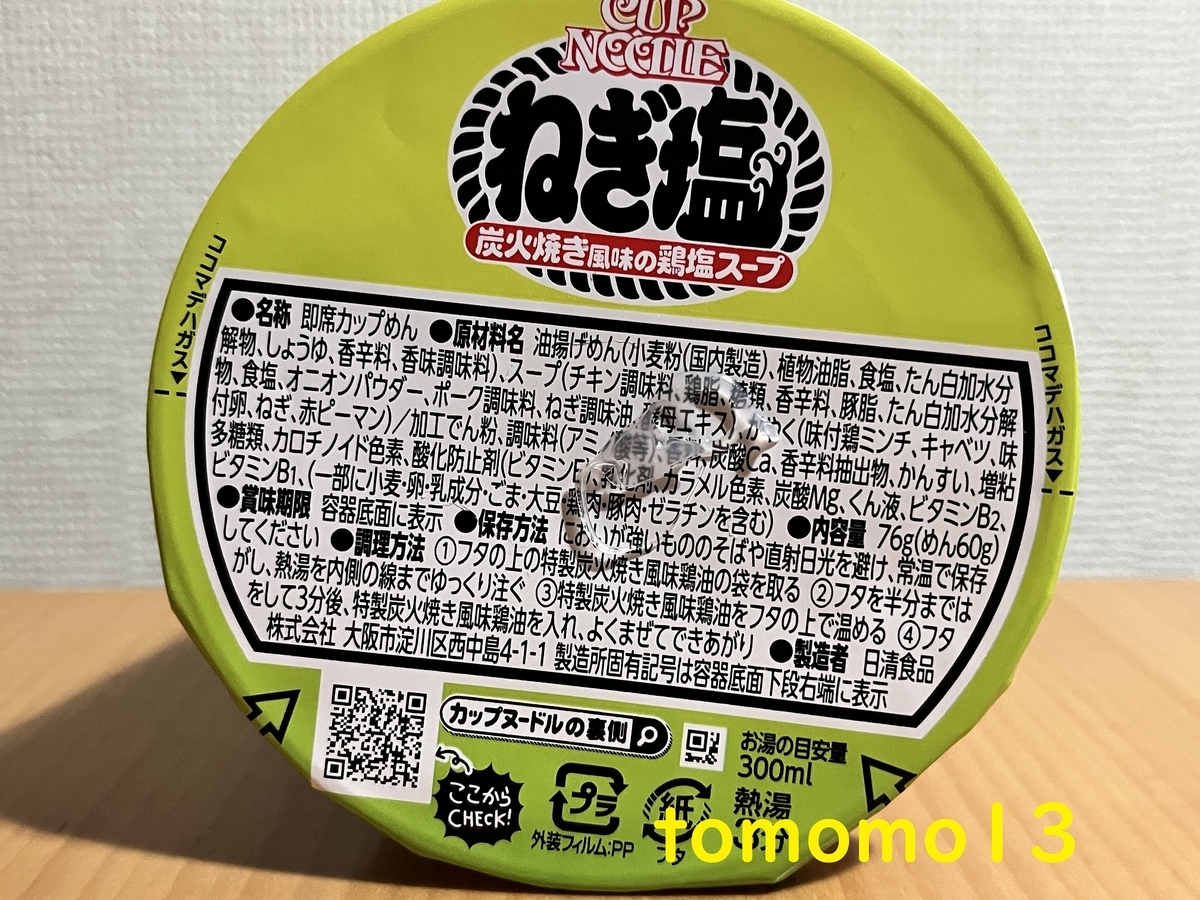 CUP
NOODLE
ねぎ塩
炭火焼き風味の鶏塩スープ
ココマデハガス▼
ココマデハガス▼
●名称 即席カップめん ●原材料名 油揚げめん(小麦粉(国内製造)、植物油脂、食塩、たん白加水分
解物、しょうゆ、香辛料、香味調味料)、スープ(チキン調味料、鶏脂、糖類、香辛料、豚脂、たん白加水分解
物、食塩、オニオンパウダー、ポーク調味料、ねぎ調味油、酵母エキス)、かやく(味付鶏ミンチ、キャベツ、味
付卵、ねぎ、赤ピーマン)/加工でん粉、調味料(アミノ酸等)、香料、炭酸Ca、香辛料抽出物、かんすい、増粘
多糖類、カロチノイド色素、酸化防止剤(ビタミンE)、乳化剤、カラメル色素、炭酸Mg、くん液、ビタミンB2、
ビタミンB1、(一部に小麦・卵・乳成分・ごま・大豆・鶏肉・豚肉・ゼラチンを含む) ●内容量 76g(めん60g)
●賞味期限 容器底面に表示 ●保存方法 においが強いもののそばや直射日光を避け、常温で保存
してください ●調理方法 ①フタの上の特製炭火焼き風味鶏油の袋を取る ②フタを半分まではがし、熱湯を内側の線までゆっくり注ぐ ③特製炭火焼き風味鶏油をフタの上で温める ④フタ
をして3分後、特製炭火焼き風味鶏油を入れ、よくまぜてできあがり ●製造者 日清食品
株式会社 大阪市淀川区西中島4-1-1 製造所固有記号は容器底面下段右端に表示
カップヌードルの裏側
ここから
CHECK!
プラ
外装フィルム:PP
紙
フタ
お湯の目安量
300ml
熱湯
3分
tomomo13